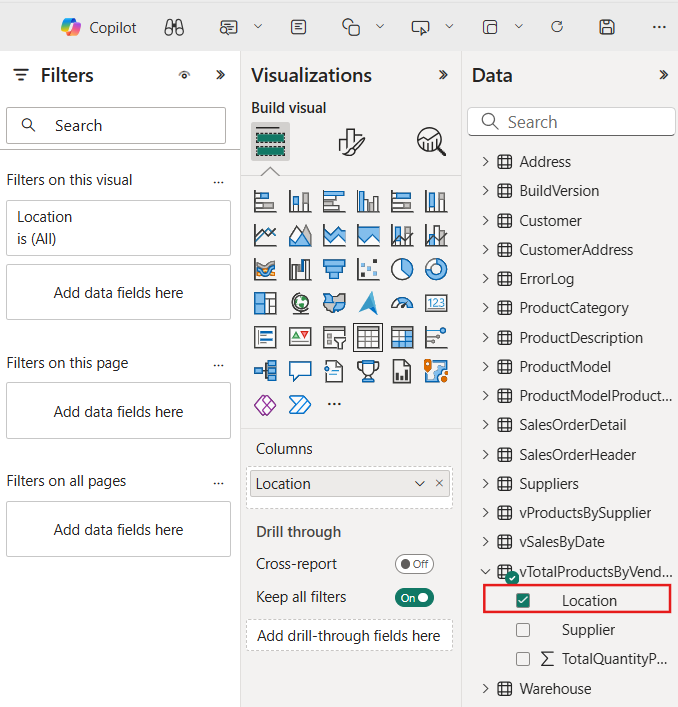 Copilot
Filters
Search
Filters on this visual
...
Location
is (All)
Add data fields here
Filters on this page
...
Add data fields here
Filters on all pages
...
Add data fields here
Visualizations
Build visual
123
...
Columns
Location
Drill through
Cross-report
Off
Keep all filters
On
Add drill-through fields here
Data
Search
Address
BuildVersion
Customer
CustomerAddress
ErrorLog
ProductCategory
ProductDescription
ProductModel
ProductModelProduct...
SalesOrderDetail
SalesOrderHeader
Suppliers
vProductsBySupplier
vSalesByDate
vTotalProductsByVend...
Location
Supplier
∑ TotalQuantityP...
Warehouse